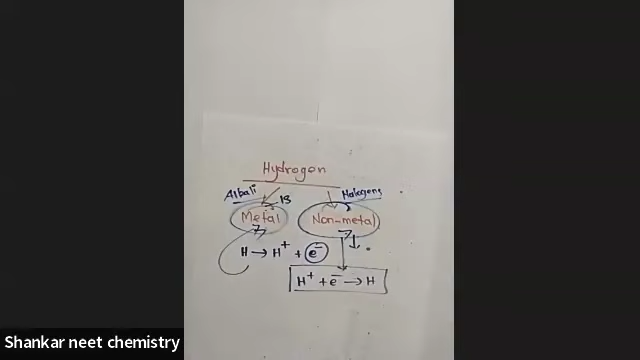 Hydrogen
Alkali
Halogens
1s
Metal
Non-metal
H → H⁺ + e⁻
H⁺ + e⁻ → H
Shankar neet chemistry